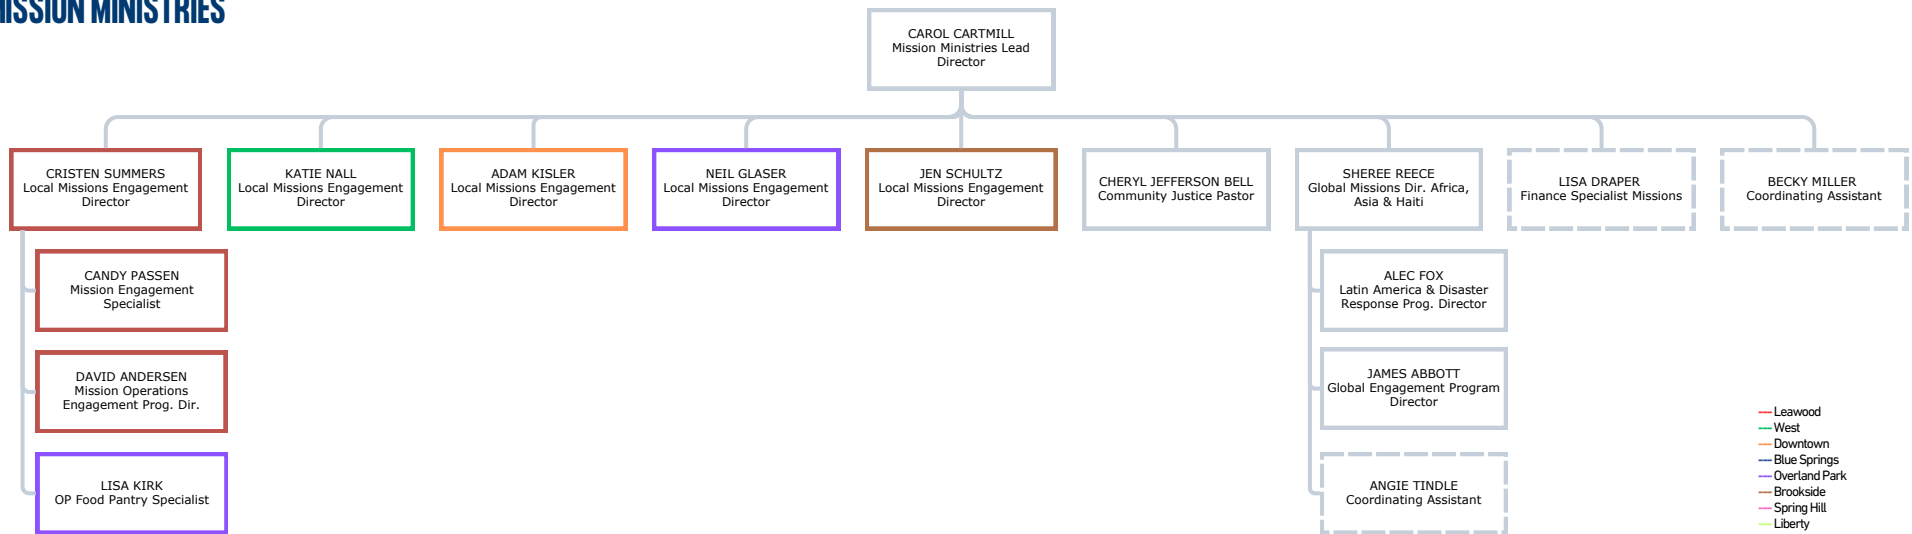 MISSION MINISTRIES
CAROL CARTMILL
Mission Ministries Lead
Director
CRISTEN SUMMERS
Local Missions Engagement
Director
KATIE NALL
Local Missions Engagement
Director
ADAM KISLER
Local Missions Engagement
Director
NEIL GLASER
Local Missions Engagement
Director
JEN SCHULTZ
Local Missions Engagement
Director
CHERYL JEFFERSON BELL
Community Justice Pastor
SHEREE REECE
Global Missions Dir. Africa,
Asia & Haiti
LISA DRAPER
Finance Specialist Missions
BECKY MILLER
Coordinating Assistant
CANDY PASSEN
Mission Engagement
Specialist
DAVID ANDERSEN
Mission Operations
Engagement Prog. Dir.
LISA KIRK
OP Food Pantry Specialist
ALEC FOX
Latin America & Disaster
Response Prog. Director
JAMES ABBOTT
Global Engagement Program
Director
ANGIE TINDLE
Coordinating Assistant
Leawood
West
Downtown
Blue Springs
Overland Park
Brookside
Spring Hill
Liberty